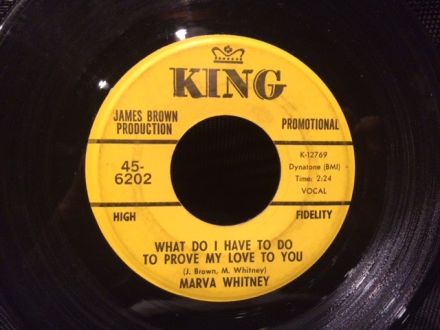 KING
JAMES BROWN
PRODUCTION
PROMOTIONAL
45-
6202
K-12769
Dynatone (BMI)
Time: 2:24
VOCAL
HIGH
FIDELITY
WHAT DO I HAVE TO DO
TO PROVE MY LOVE TO YOU
(J. Brown, M. Whitney)
MARVA WHITNEY